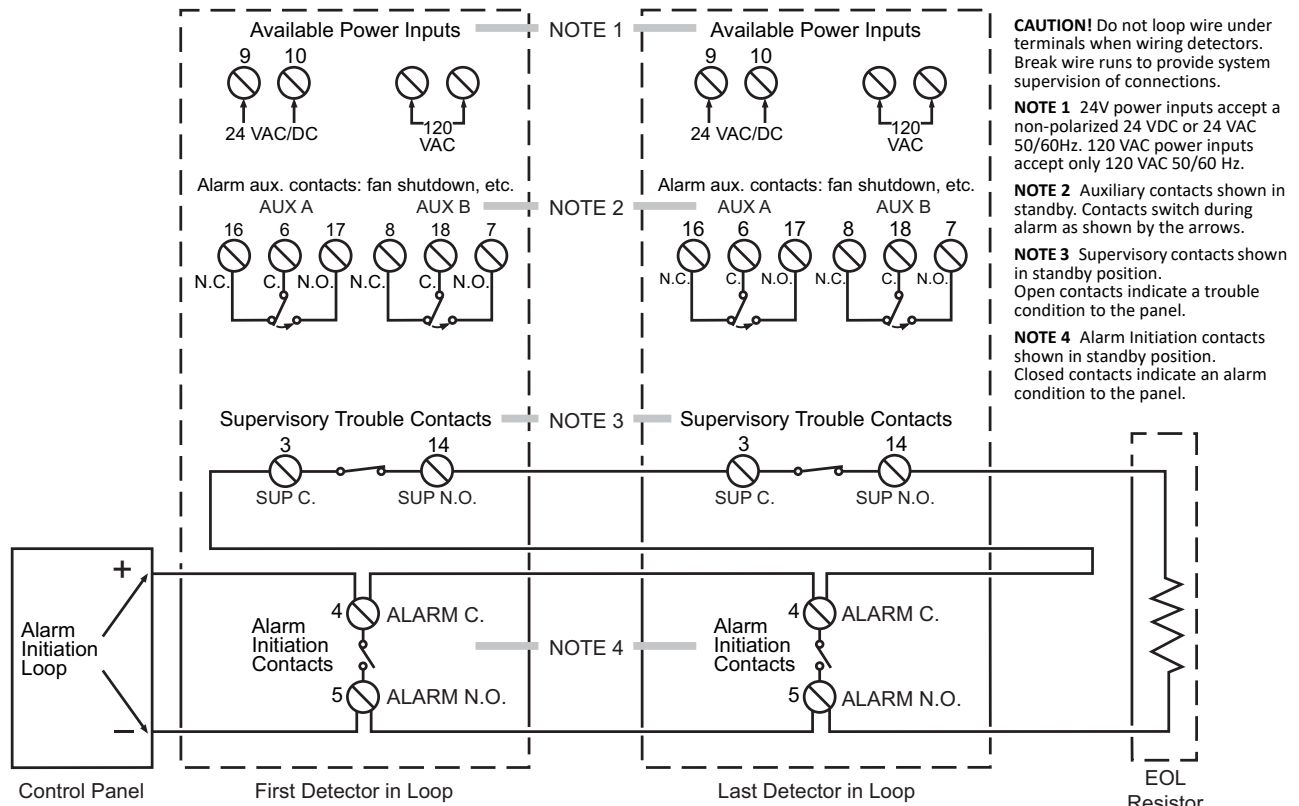 Available Power Inputs
NOTE 1
Available Power Inputs
9 10
24 VAC/DC
120
VAC
9 10
24 VAC/DC
120
VAC
Alarm aux. contacts: fan shutdown, etc.
AUX A AUX B
NOTE 2
Alarm aux. contacts: fan shutdown, etc.
AUX A AUX B
16 6 17 8 18 7
N.C. C. N.O. N.C. C. N.O.
16 6 17 8 18 7
N.C. C. N.O. N.C. C. N.O.
CAUTION! Do not loop wire under
terminals when wiring detectors.
Break wire runs to provide system
supervision of connections.
NOTE 1 24V power inputs accept a
non-polarized 24 VDC or 24 VAC
50/60Hz. 120 VAC power inputs
accept only 120 VAC 50/60 Hz.
NOTE 2 Auxiliary contacts shown in
standby. Contacts switch during
alarm as shown by the arrows.
NOTE 3 Supervisory contacts shown
in standby position.
Open contacts indicate a trouble
condition to the panel.
NOTE 4 Alarm Initiation contacts
shown in standby position.
Closed contacts indicate an alarm
condition to the panel.
Supervisory Trouble Contacts
NOTE 3
Supervisory Trouble Contacts
3 14
SUP C. SUP N.O.
3 14
SUP C. SUP N.O.
+
Alarm
Initiation
Loop
–
4 ALARM C.
Alarm
Initiation
Contacts
5 ALARM N.O.
NOTE 4
4 ALARM C.
Alarm
Initiation
Contacts
5 ALARM N.O.
Control Panel
First Detector in Loop
Last Detector in Loop
EOL
Resistor